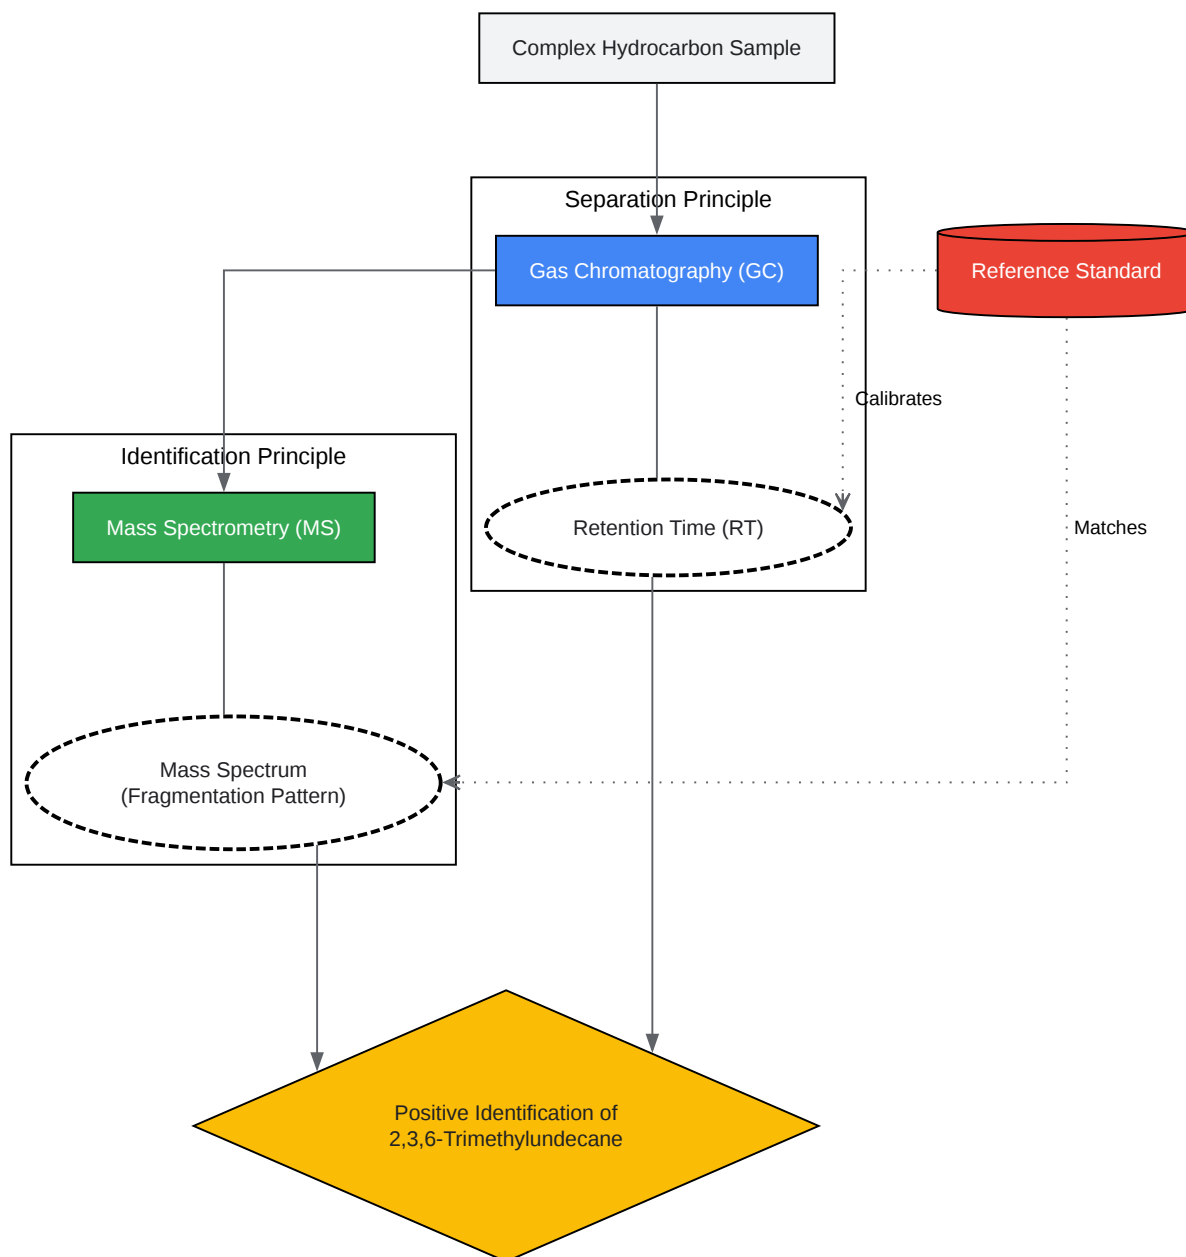 Complex Hydrocarbon Sample
Separation Principle
Gas Chromatography (GC)
Reference Standard
Calibrates
Identification Principle
Mass Spectrometry (MS)
Retention Time (RT)
Matches
Mass Spectrum
(Fragmentation Pattern)
Positive Identification of
2,3,6-Trimethylundecane